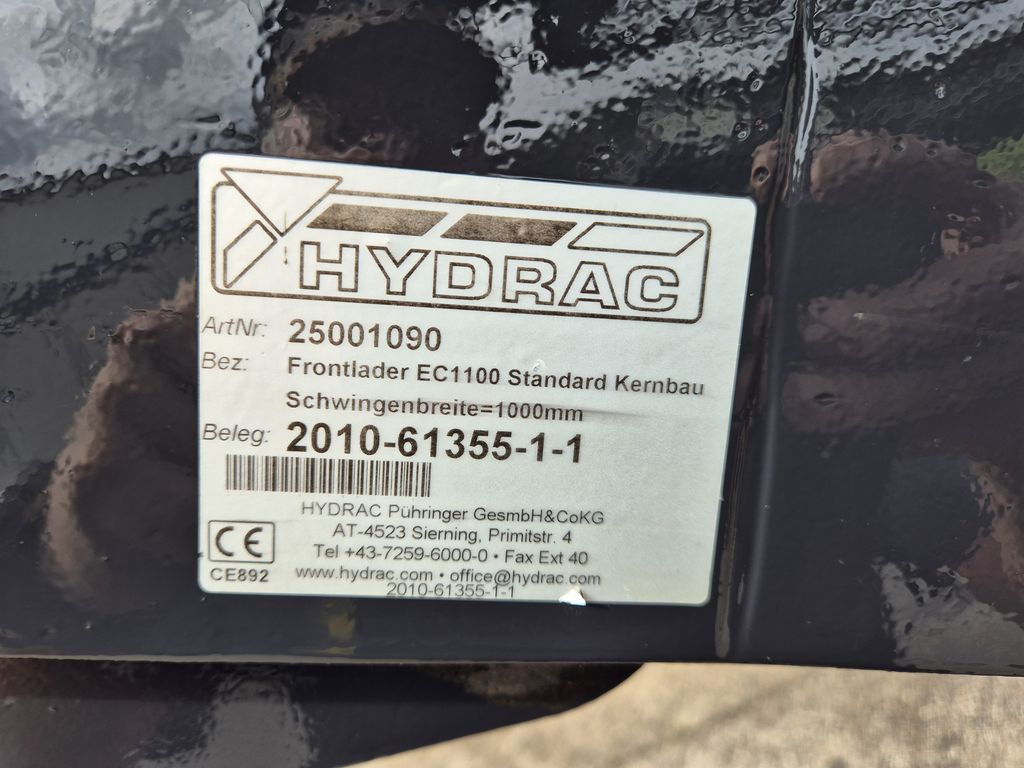 HYDRAC
ArtNr: 25001090
Bez: Frontlader EC1100 Standard Kernbau
Schwingenbreite=1000mm
Beleg: 2010-61355-1-1
HYDRAC Pühringer GesmbH&CoKG
AT-4523 Sierning, Primitstr. 4
Tel +43-7259-6000-0 • Fax Ext 40
www.hydrac.com • office@hydrac.com
2010-61355-1-1
CE
CE892